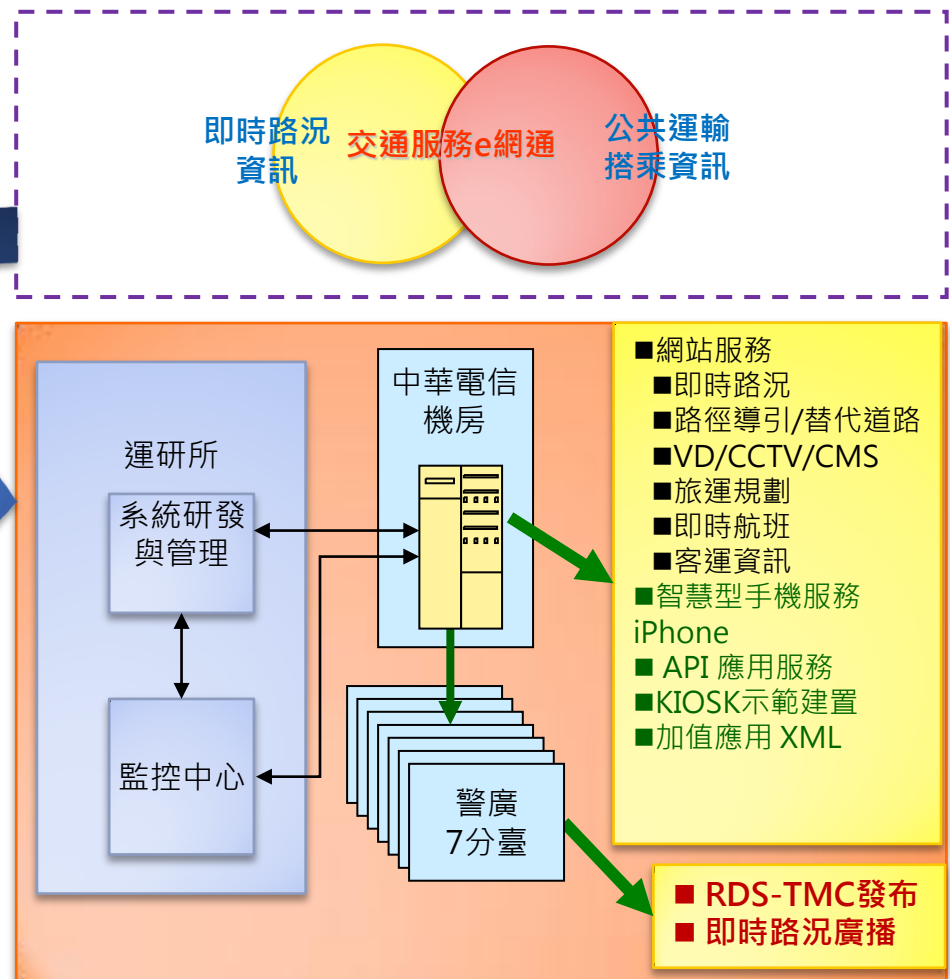 即時路況
資訊
交通服務e網通
公共運輸
搭乘資訊
運研所
系統研發
與管理
監控中心
中華電信
機房
警廣
7分臺
■網站服務
■即時路況
■路徑導引/替代道路
■VD/CCTV/CMS
■旅運規劃
■即時航班
■客運資訊
■智慧型手機服務
iPhone
■ API 應用服務
■KIOSK示範建置
■加值應用 XML
■ RDS-TMC發布
■ 即時路況廣播